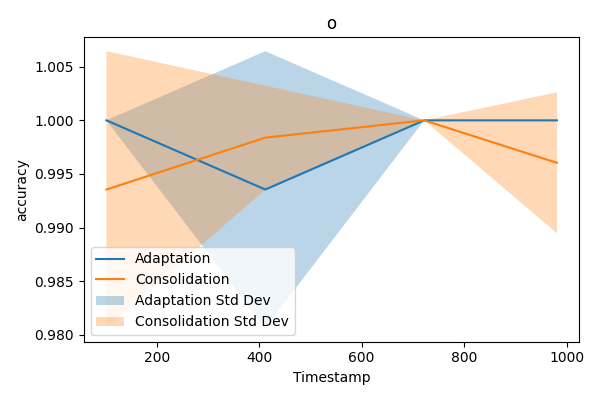 o
accuracy
1.005
1.000
0.995
0.990
0.985
0.980
Adaptation
Consolidation
Adaptation Std Dev
Consolidation Std Dev
200
400
600
800
1000
Timestamp